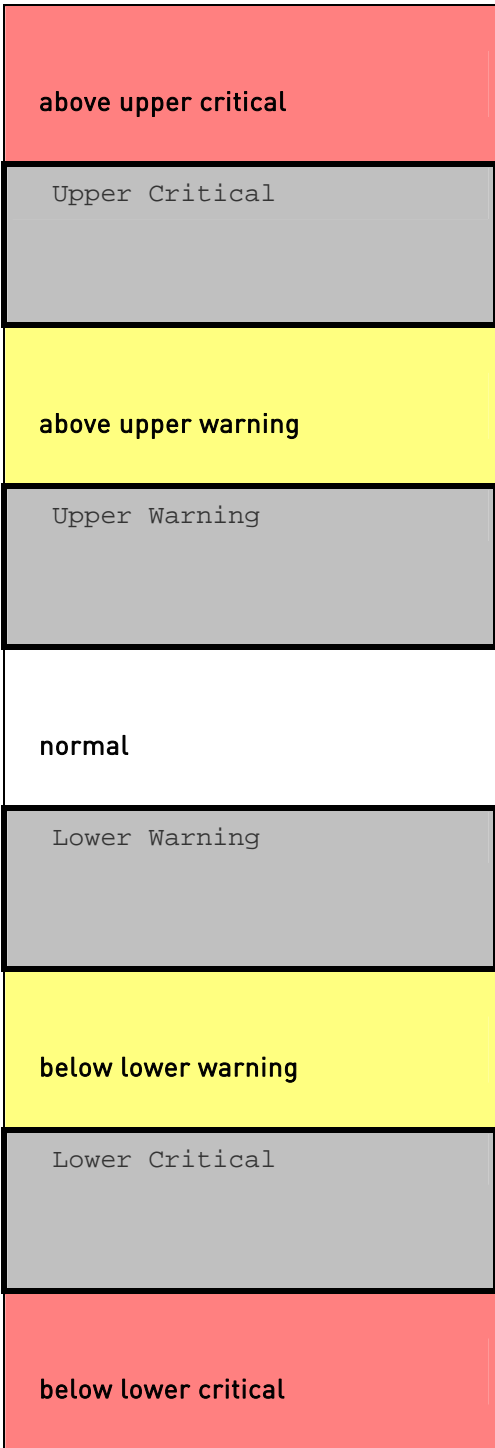 above upper critical
Upper Critical
above upper warning
Upper Warning
normal
Lower Warning
below lower warning
Lower Critical
below lower critical